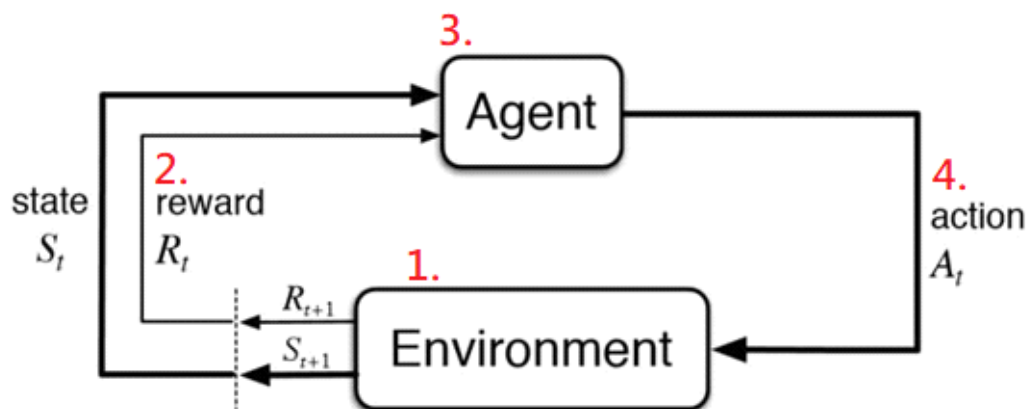 3.
Agent
2.
reward
R_t
state
S_t
4.
action
A_t
1.
R_{t+1}
S_{t+1}
Environment